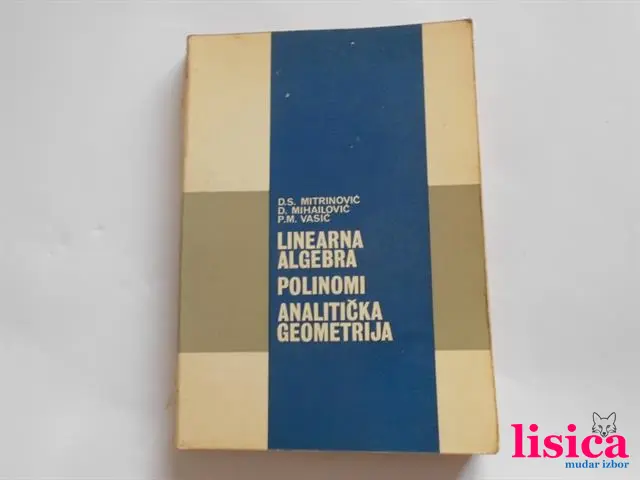 D.S. MITRINOVIĆ
D. MIHAILOVIĆ
P.M. VASIĆ
LINEARNA
ALGEBRA
POLINOMI
ANALITIČKA
GEOMETRIJA
lisica
mudar izbor